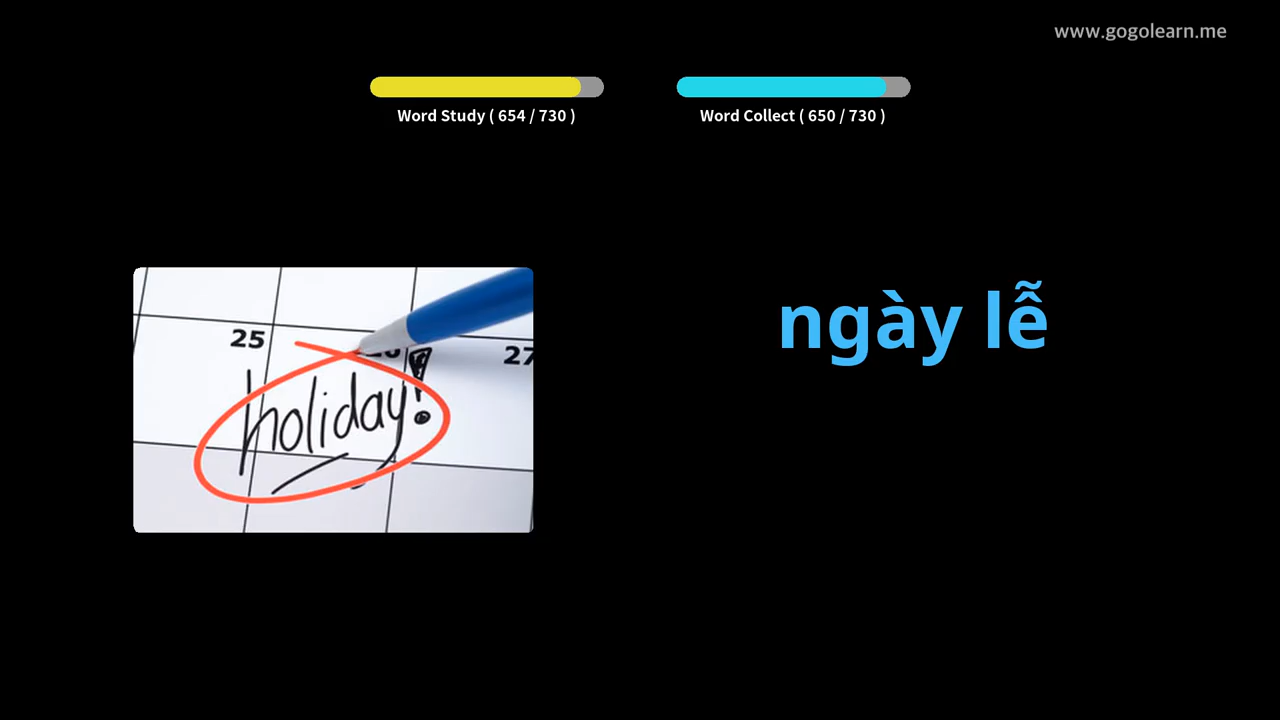 www.gogolearn.me
Word Study ( 654 / 730 )
Word Collect ( 650 / 730 )
25
27
holiday!
ngày lễ